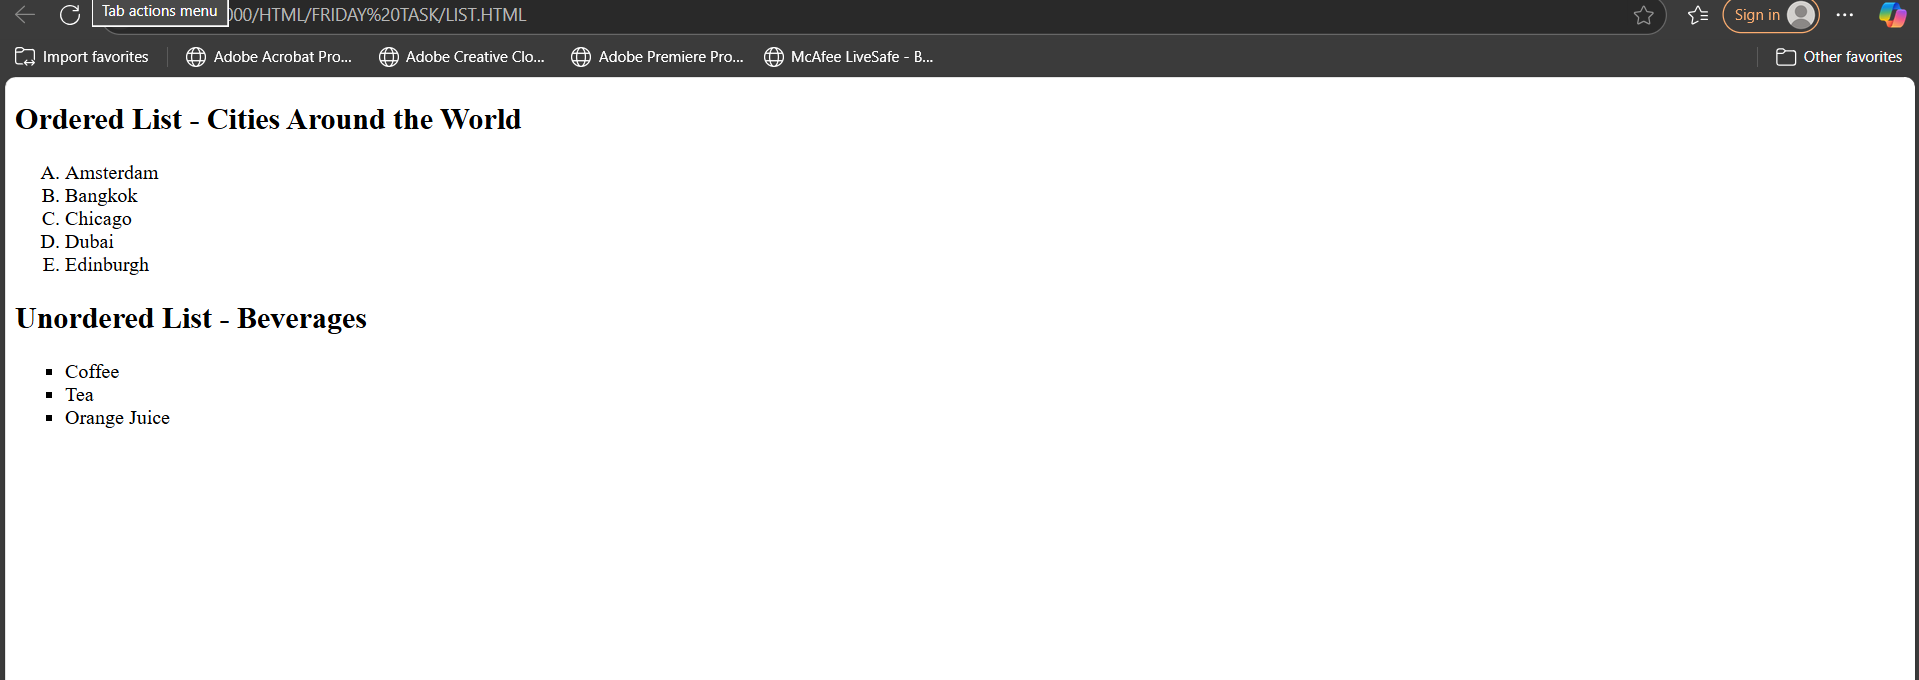 Tab actions menu
000/HTML/FRIDAY%20TASK/LIST.HTML
Sign in
Import favorites
Adobe Acrobat Pro...
Adobe Creative Clo...
Adobe Premiere Pro...
McAfee LiveSafe - B...
Other favorites
Ordered List - Cities Around the World
A. Amsterdam
B. Bangkok
C. Chicago
D. Dubai
E. Edinburgh
Unordered List - Beverages
▪ Coffee
▪ Tea
▪ Orange Juice